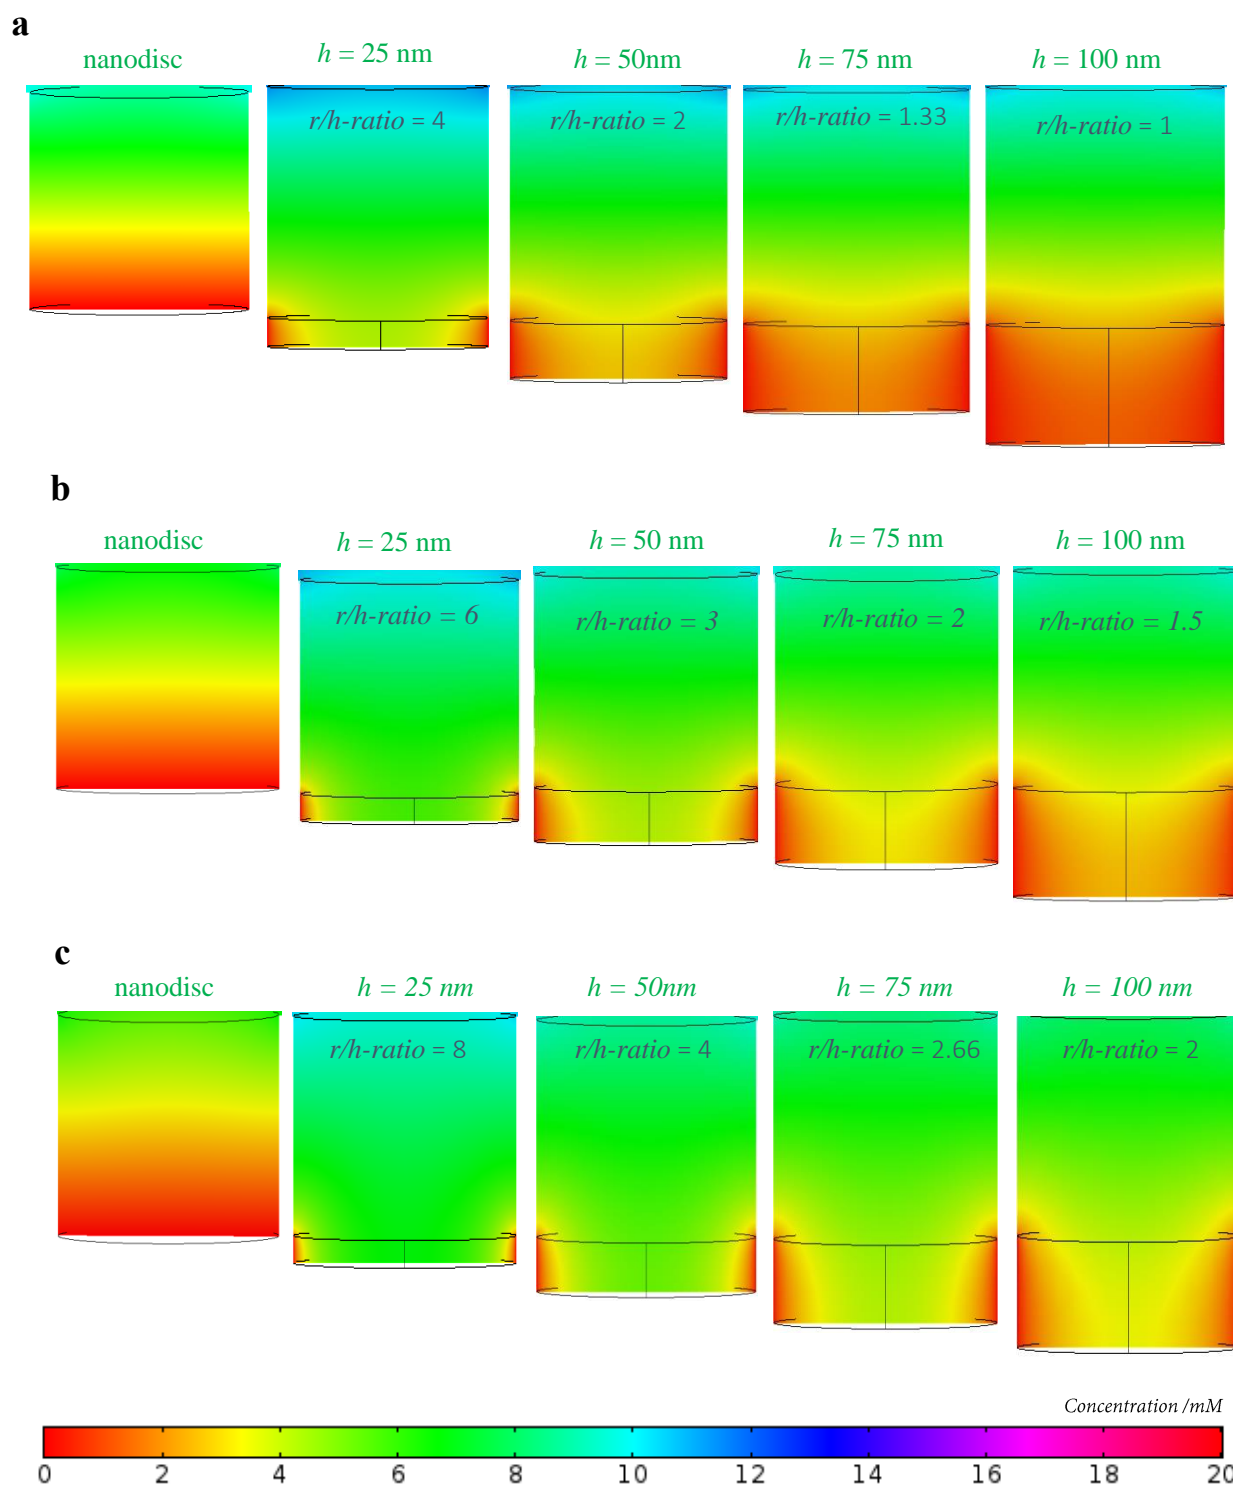 a
nanodisc
h = 25 nm
h = 50nm
h = 75 nm
h = 100 nm
r/h-ratio = 4
r/h-ratio = 2
r/h-ratio = 1.33
r/h-ratio = 1
b
nanodisc
h = 25 nm
h = 50 nm
h = 75 nm
h = 100 nm
r/h-ratio = 6
r/h-ratio = 3
r/h-ratio = 2
r/h-ratio = 1.5
c
nanodisc
h = 25 nm
h = 50nm
h = 75 nm
h = 100 nm
r/h-ratio = 8
r/h-ratio = 4
r/h-ratio = 2.66
r/h-ratio = 2
Concentration /mM
0 2 4 6 8 10 12 14 16 18 20